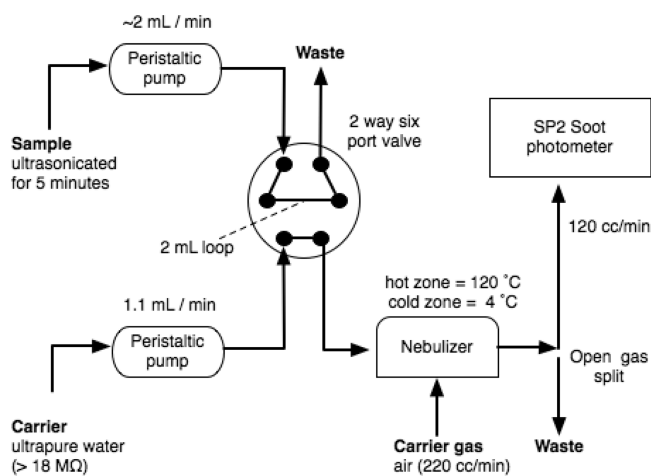 ~2 mL / min
Peristaltic
pump
Waste
Sample
ultrasonicated
for 5 minutes
2 way six
port valve
SP2 Soot
photometer
2 mL loop
120 cc/min
1.1 mL / min
Peristaltic
pump
hot zone = 120 ˚C
cold zone = 4 ˚C
Nebulizer
Open gas
split
Carrier
ultrapure water
(> 18 MΩ)
Carrier gas
air (220 cc/min)
Waste